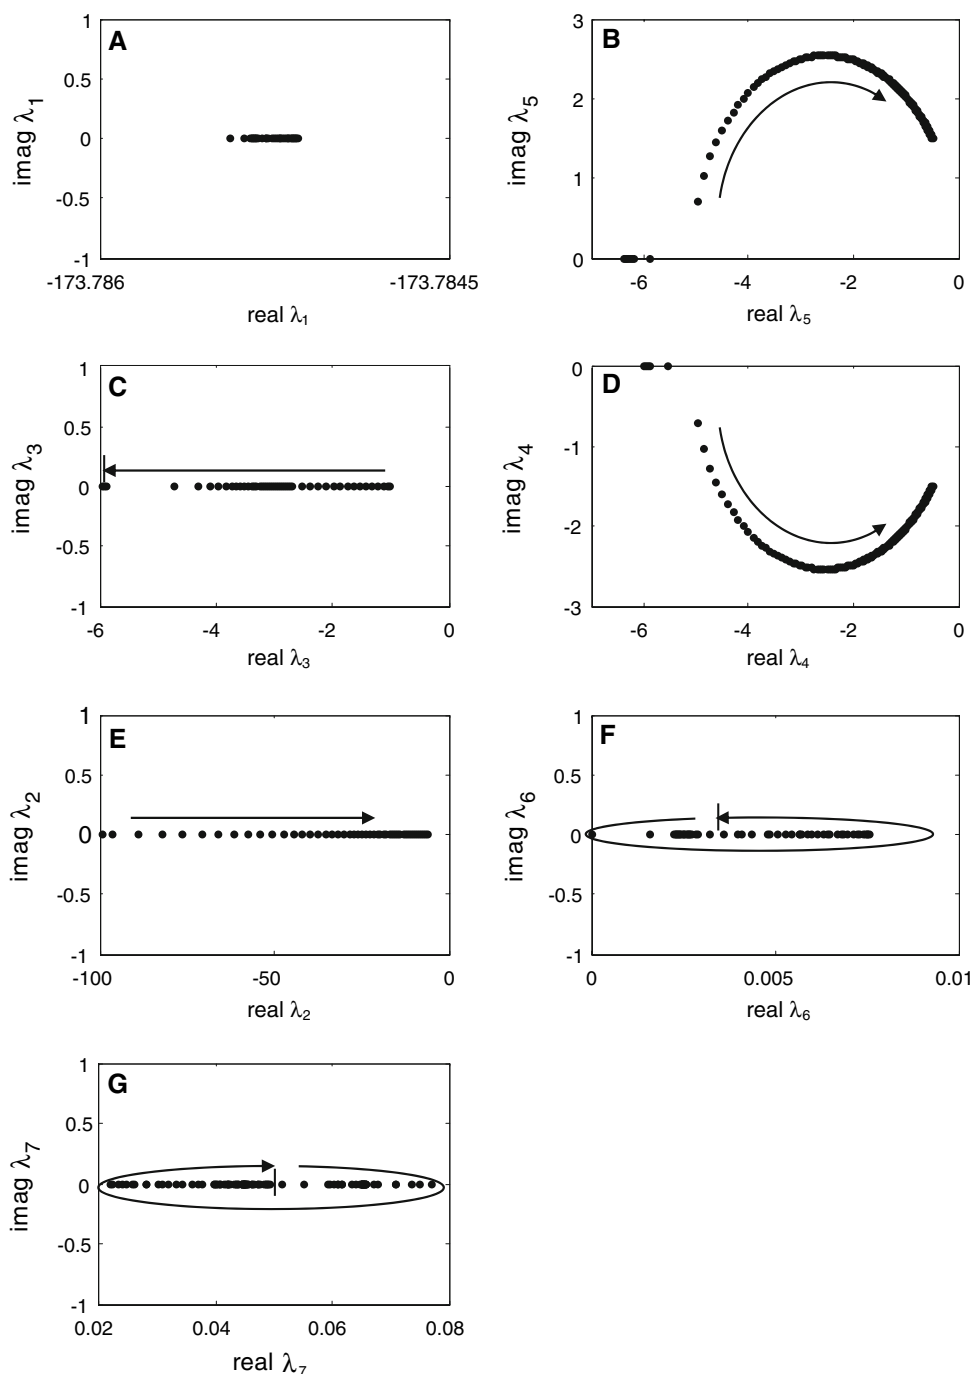 A
1
0.5
0
-0.5
-1
-173.786
-173.7845
imag λ1
real λ1
B
3
2
1
0
-6
-4
-2
0
imag λ5
real λ5
C
1
0.5
0
-0.5
-1
-6
-4
-2
0
imag λ3
real λ3
D
0
-1
-2
-3
-6
-4
-2
0
imag λ4
real λ4
E
1
0.5
0
-0.5
-1
-100
-50
0
imag λ2
real λ2
F
1
0.5
0
-0.5
-1
0
0.005
0.01
imag λ6
real λ6
G
1
0.5
0
-0.5
-1
0.02
0.04
0.06
0.08
imag λ7
real λ7